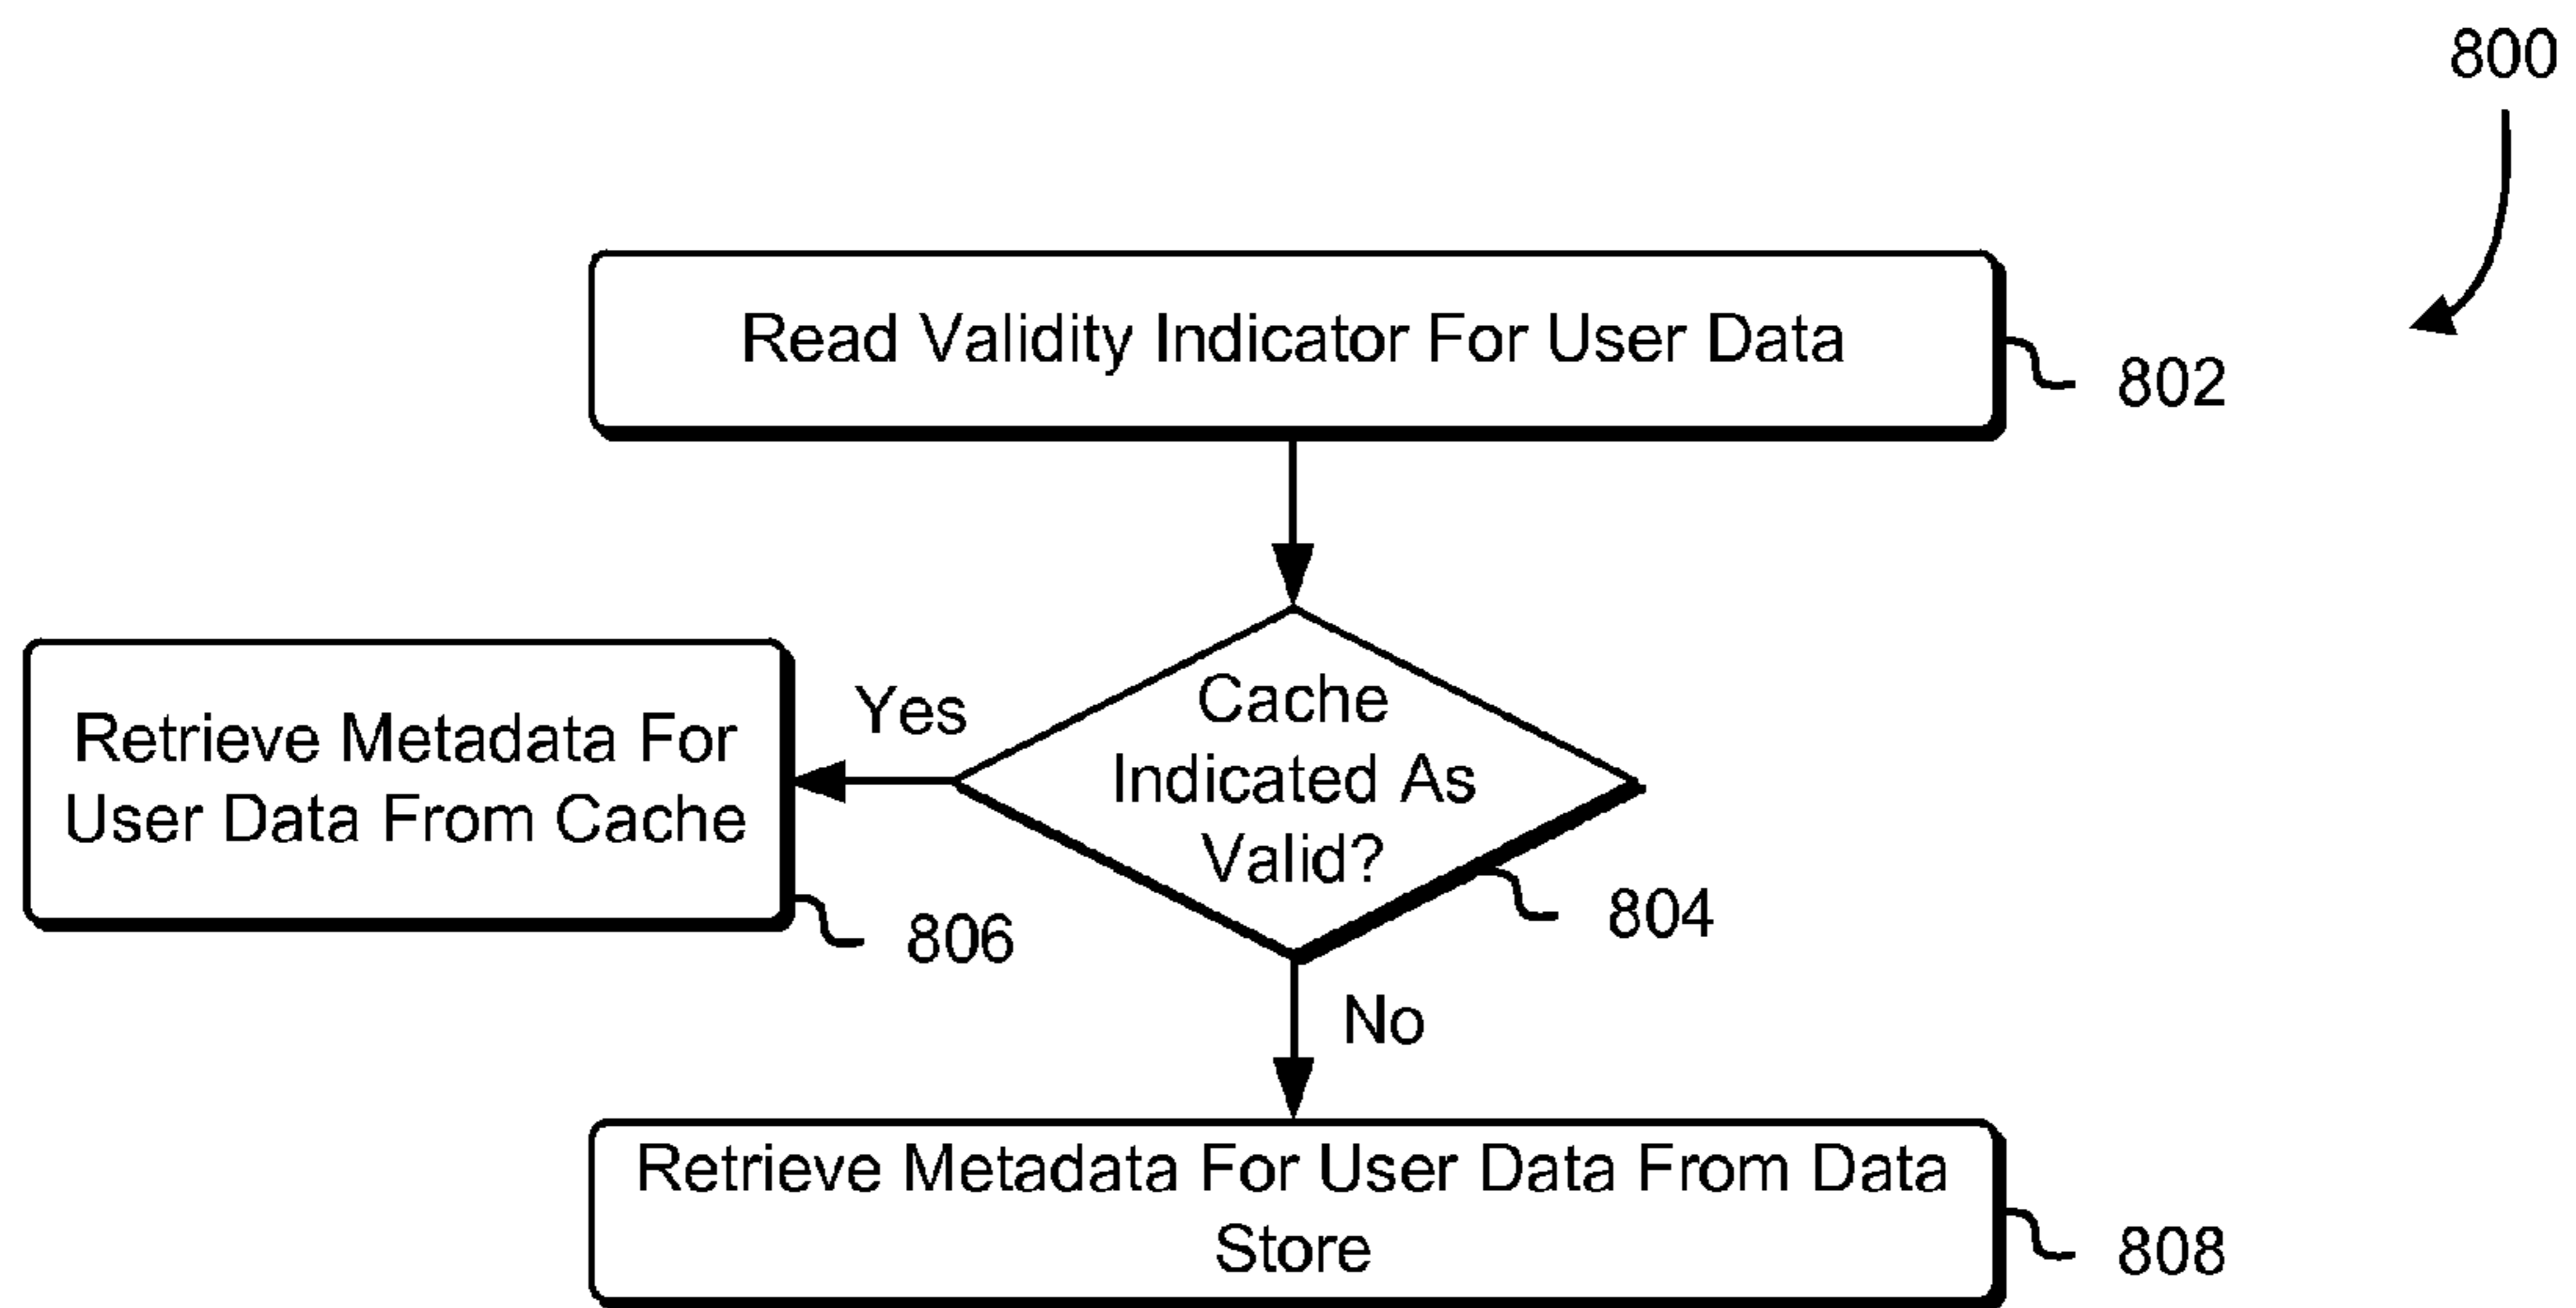 800
Read Validity Indicator For User Data
802
Cache
Indicated As
Valid?
804
Yes
Retrieve Metadata For
User Data From Cache
806
No
Retrieve Metadata For User Data From Data
Store
808